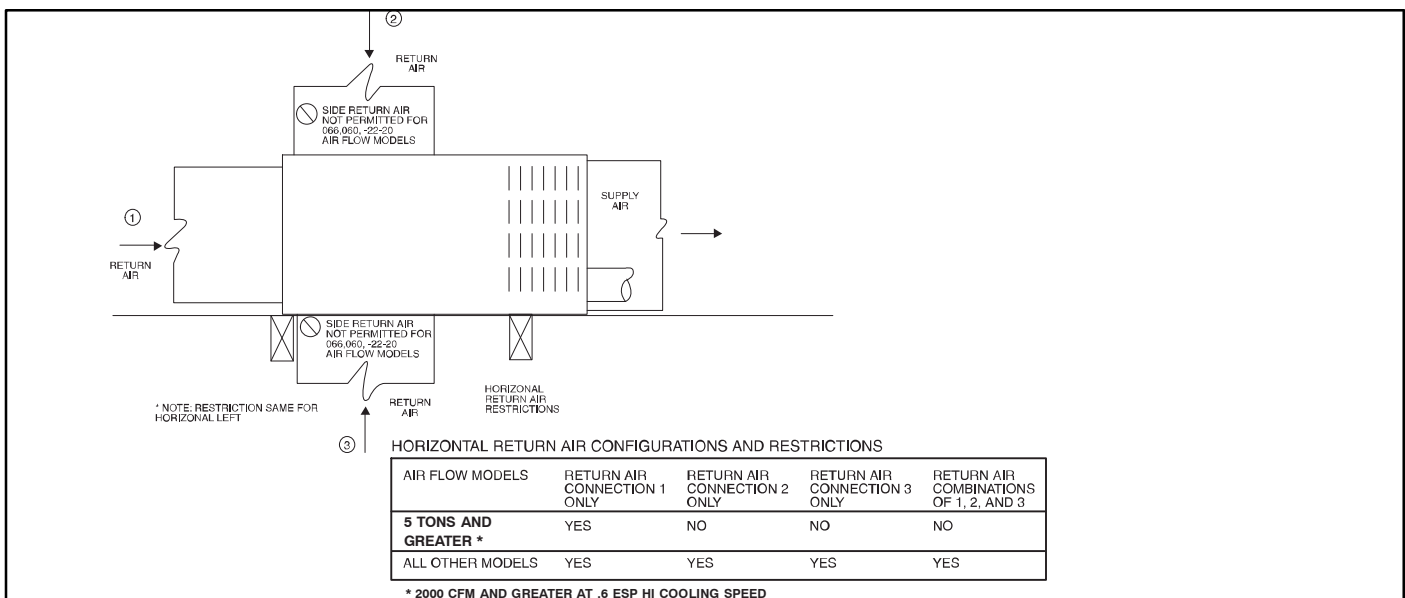 ②
RETURN
AIR
SIDE RETURN AIR
NOT PERMITTED FOR
066,060, -22-20
AIR FLOW MODELS
SUPPLY
AIR
①
RETURN
AIR
SIDE RETURN AIR
NOT PERMITTED FOR
066,060, -22-20
AIR FLOW MODELS
* NOTE: RESTRICTION SAME FOR
HORIZONAL LEFT
RETURN
AIR
HORIZONAL
RETURN AIR
RESTRICTIONS
③
HORIZONTAL RETURN AIR CONFIGURATIONS AND RESTRICTIONS
AIR FLOW MODELS
RETURN AIR
CONNECTION 1
ONLY
RETURN AIR
CONNECTION 2
ONLY
RETURN AIR
CONNECTION 3
ONLY
RETURN AIR
COMBINATIONS
OF 1, 2, AND 3
5 TONS AND
GREATER *
YES NO NO NO
ALL OTHER MODELS YES YES YES YES
* 2000 CFM AND GREATER AT .6 ESP HI COOLING SPEED